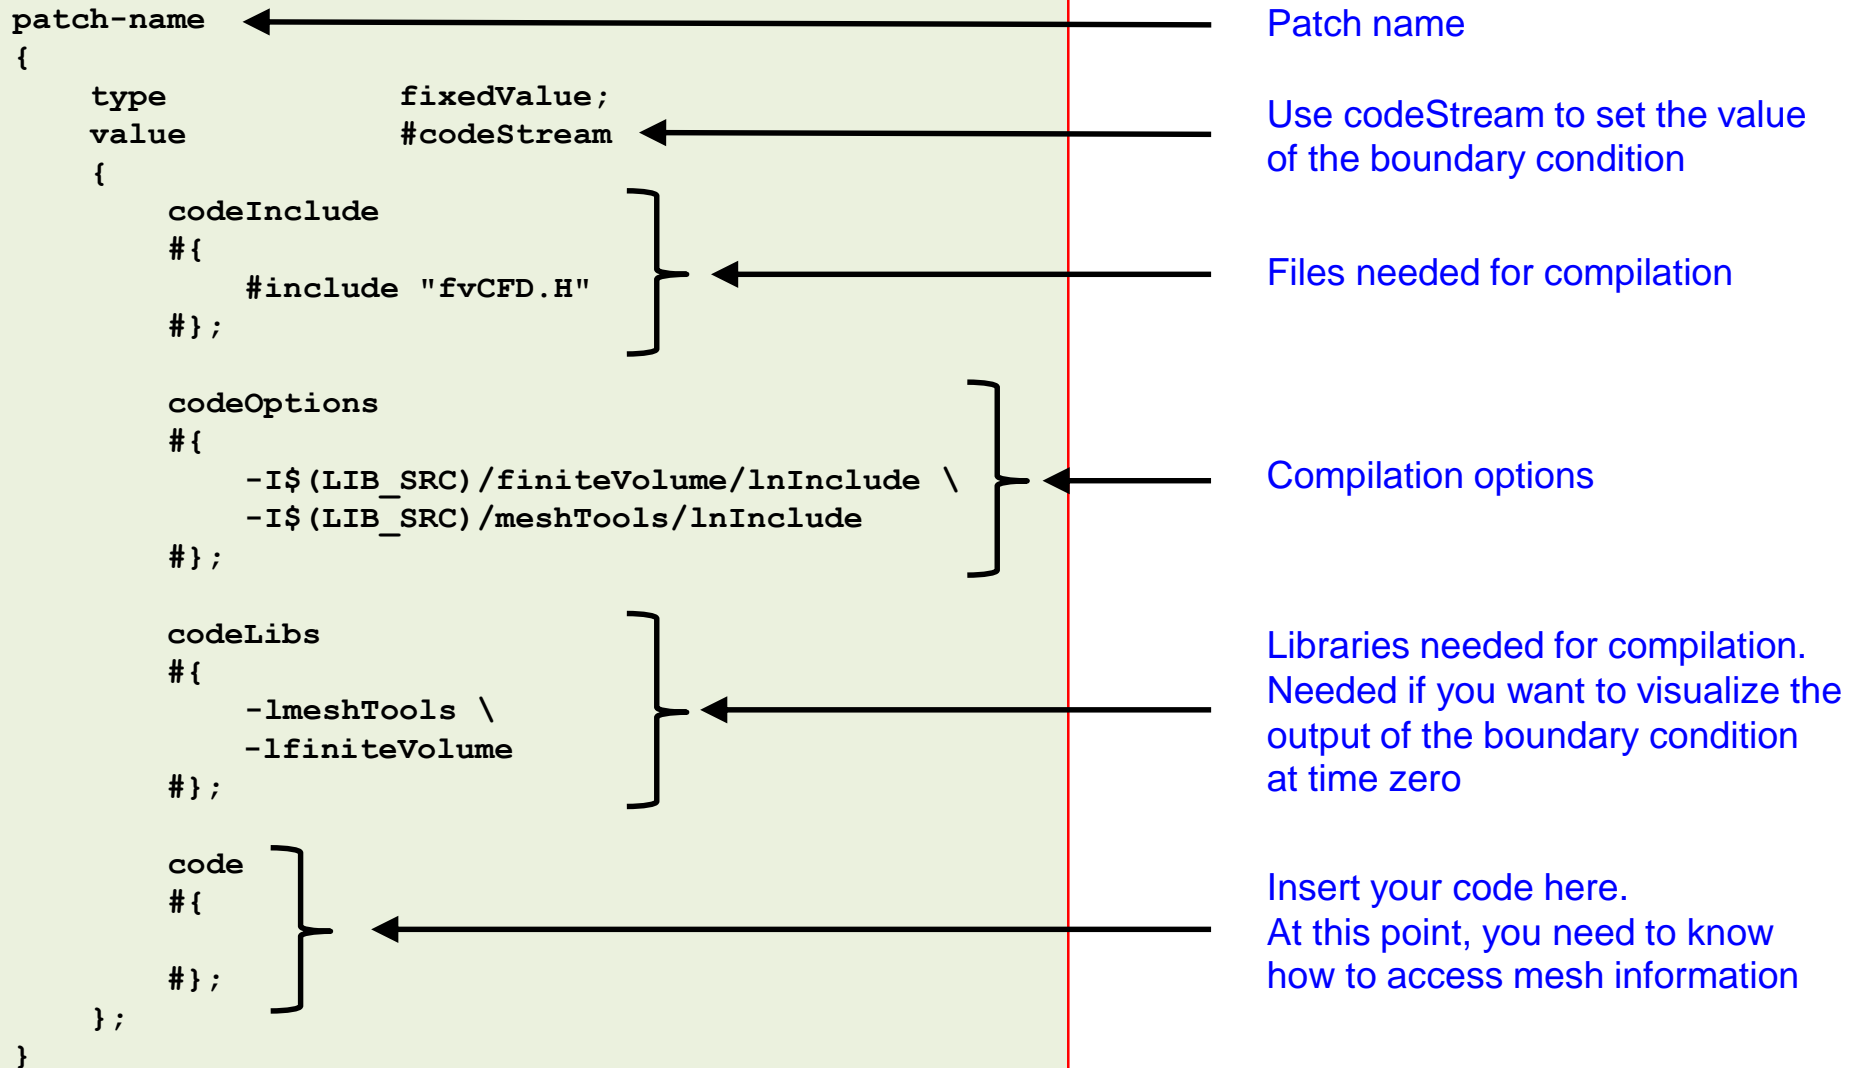 patch-name
{
type fixedValue;
value #codeStream
{
codeInclude
#{
#include "fvCFD.H"
#};
codeOptions
#{
-I$(LIB_SRC)/finiteVolume/lnInclude \
-I$(LIB_SRC)/meshTools/lnInclude
#};
codeLibs
#{
-lmeshTools \
-lfiniteVolume
#};
code
#{
#};
};
}
Patch name
Use codeStream to set the value
of the boundary condition
Files needed for compilation
Compilation options
Libraries needed for compilation.
Needed if you want to visualize the
output of the boundary condition
at time zero
Insert your code here.
At this point, you need to know
how to access mesh information